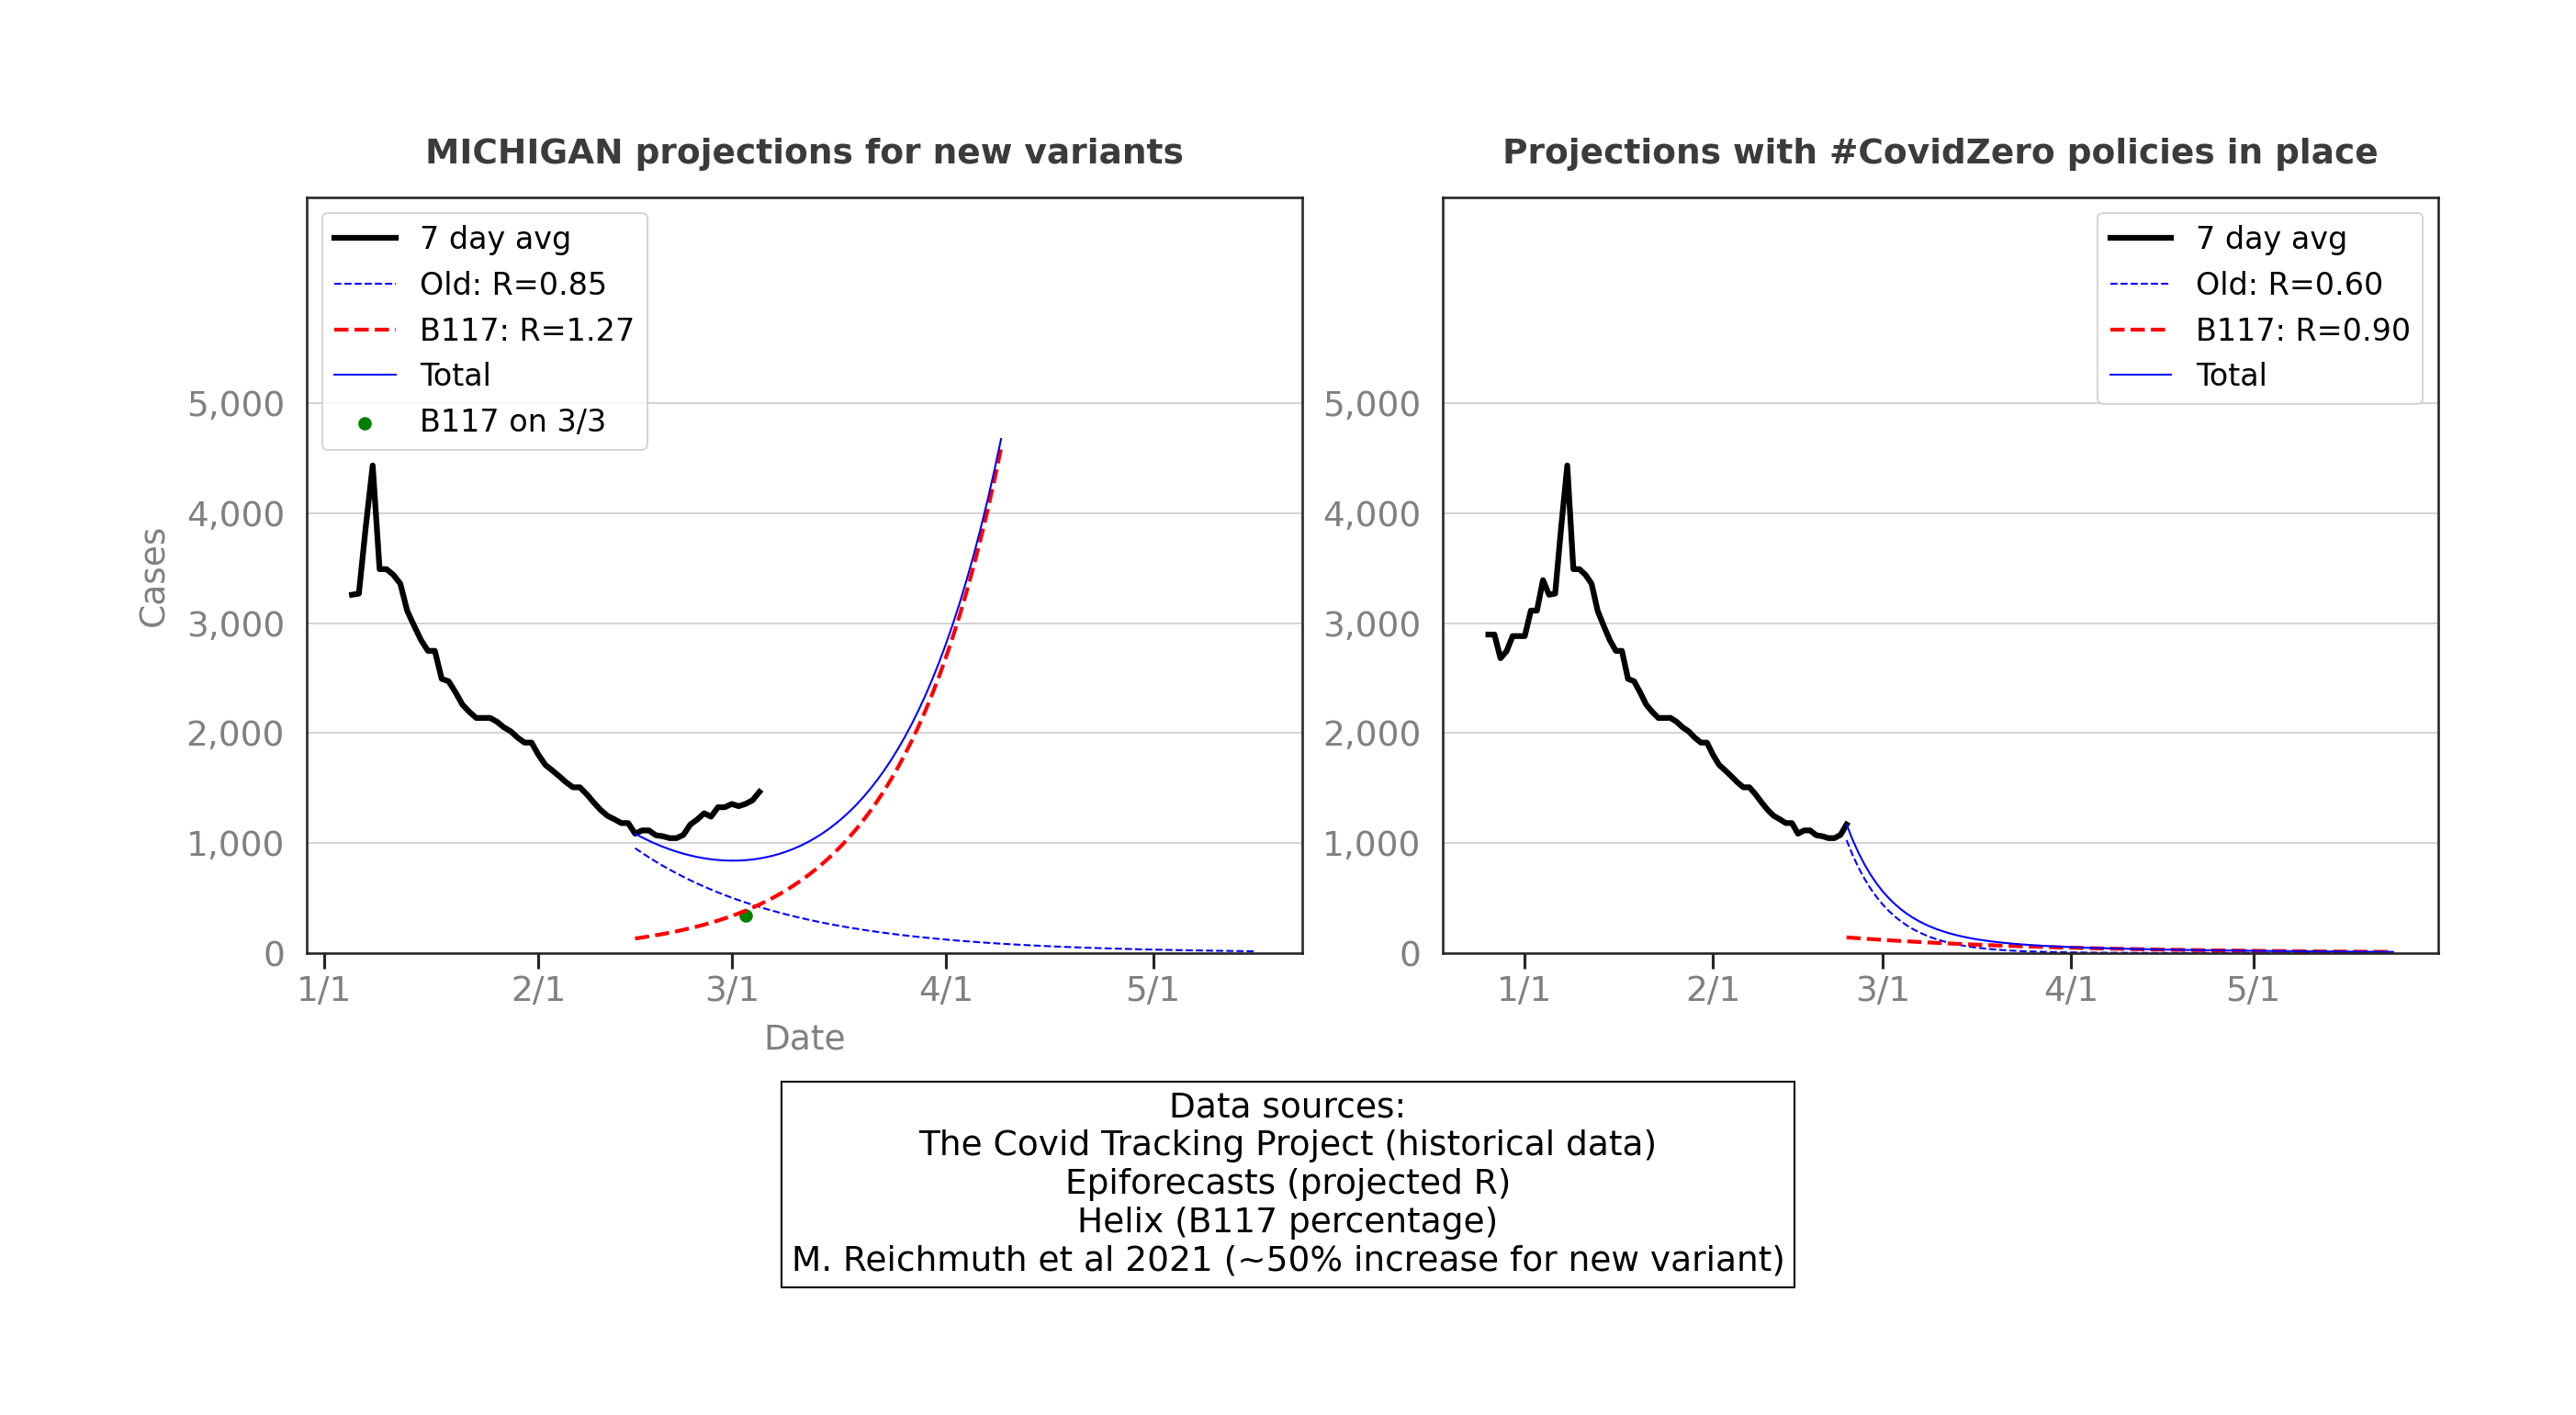 MICHIGAN projections for new variants
7 day avg
Old: R=0.85
B117: R=1.27
Total
B117 on 3/3
5,000
4,000
3,000
2,000
1,000
0
Cases
1/1
2/1
3/1
4/1
5/1
Date
Projections with #CovidZero policies in place
7 day avg
Old: R=0.60
B117: R=0.90
Total
5,000
4,000
3,000
2,000
1,000
0
1/1
2/1
3/1
4/1
5/1
Data sources:
The Covid Tracking Project (historical data)
Epiforecasts (projected R)
Helix (B117 percentage)
M. Reichmuth et al 2021 (~50% increase for new variant)